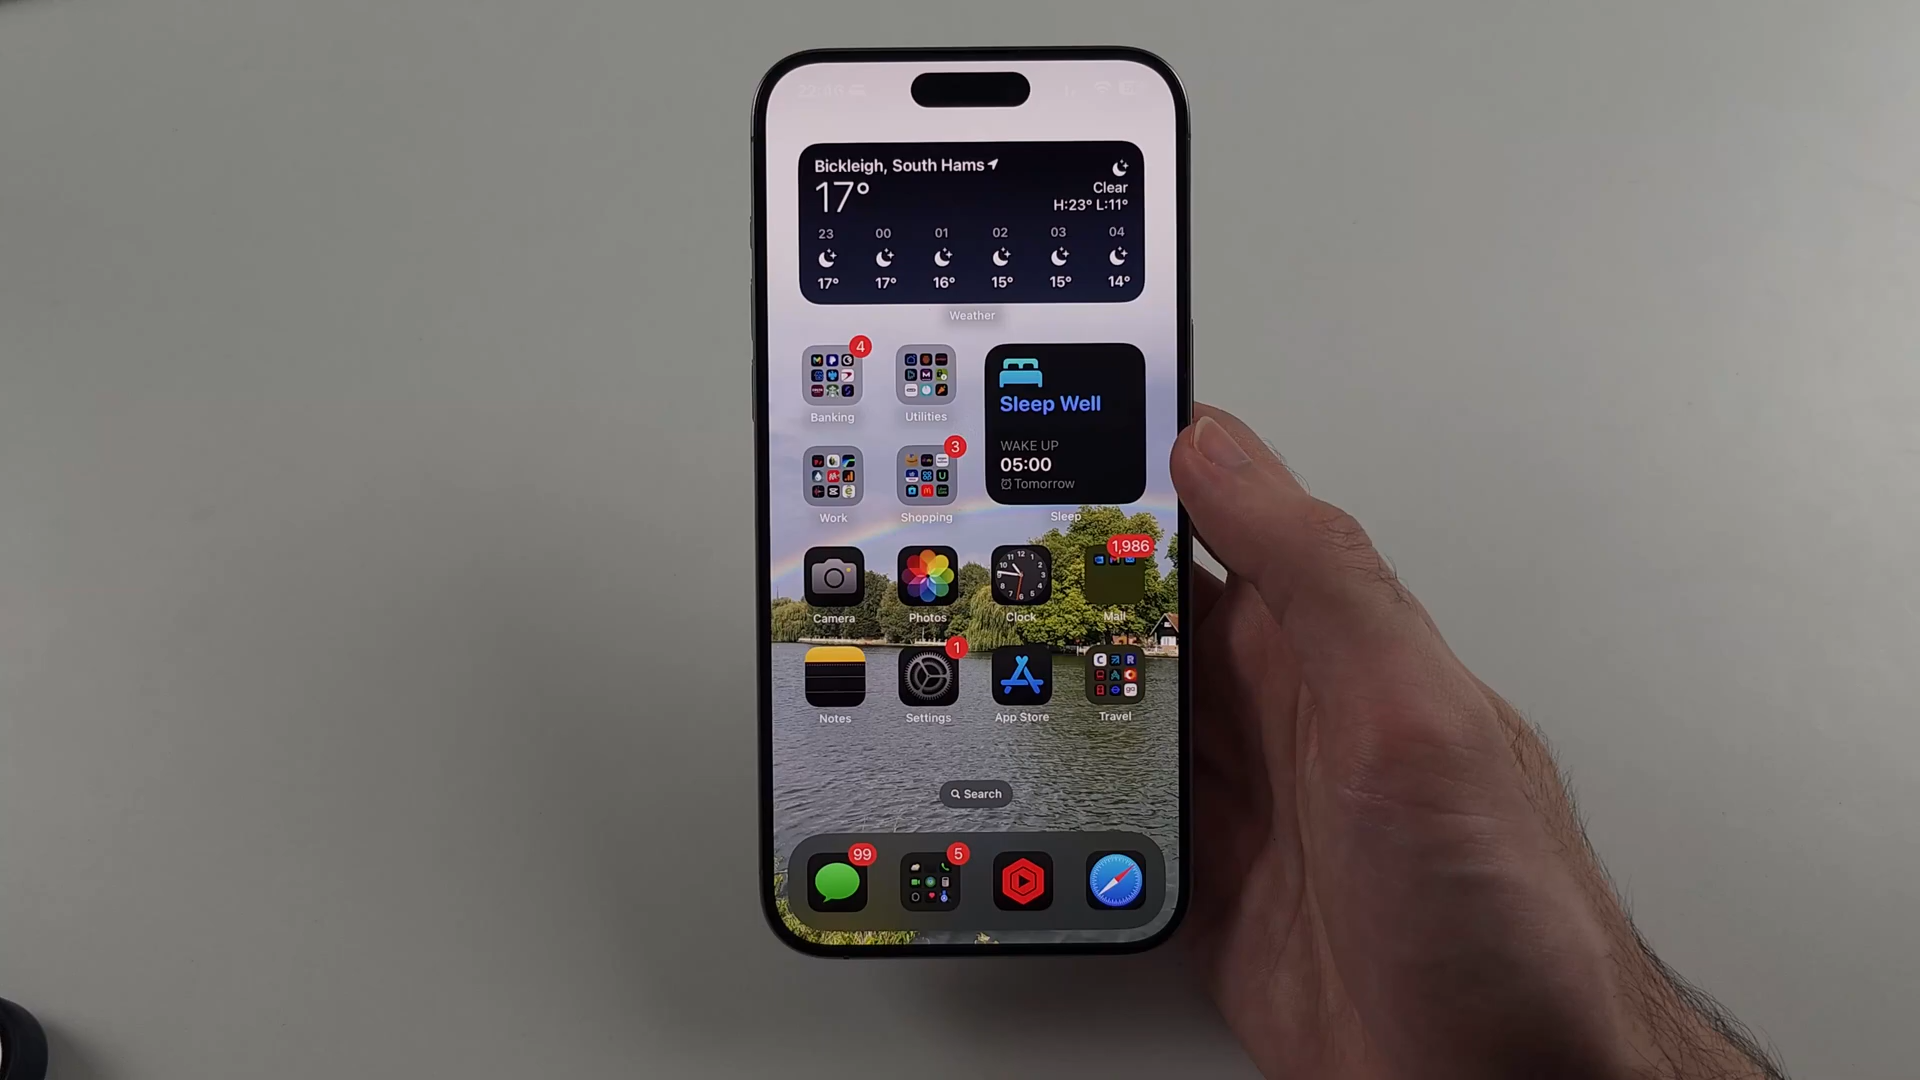 22:46
Bickleigh, South Hams
17°
Clear
H:23° L:11°
23 00 01 02 03 04
17° 17° 16° 15° 15° 14°
Weather
4
Banking
Utilities
Sleep Well
WAKE UP
05:00
Tomorrow
Sleep
3
Work
Shopping
1,986
Camera
Photos
Clock
Mail
1
Notes
Settings
App Store
Travel
Search
99
5